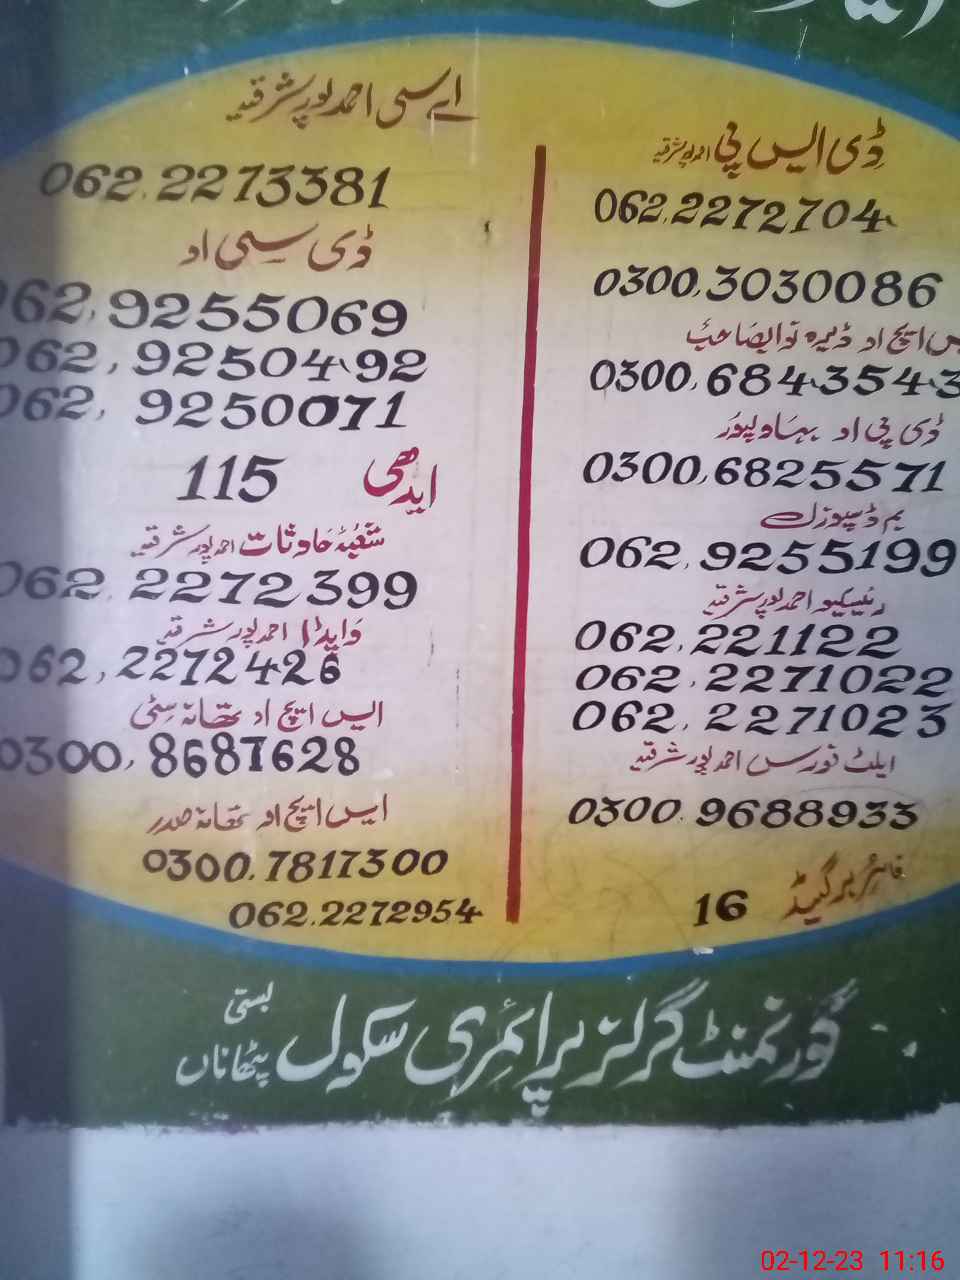 ڈی ایس پی احمد پور شرقیہ
062.2272704
0300,3030086
ایچ او ڈیرہ نواب صاحب
0300,6843543
ڈی پی او بہاولپور
0300,6825571
بم ڈسپوزل
062,9255199
ریسکیو احمد پور شرقیہ
062,221122
062,2271022
062,2271023
ایلٹ فورس احمد پور شرقیہ
0300.9688933
فائر برگیڈ 16
اے سی احمد پور شرقیہ
062.2273381
ڈی سی او
062,9255069
062,9250492
062,9250071
ایدھی 115
شعبۂ حادثات احمد پور شرقیہ
062,2272399
واپڈا احمد پور شرقیہ
062,2272426
ایس ایچ او تھانہ سٹی
0300,8687628
ایس ایچ او تھانہ صدر
0300.7817300
062.2272954
گورنمنٹ گرلز پرائمری سکول بستی پٹھاناں
02-12-23 11:16